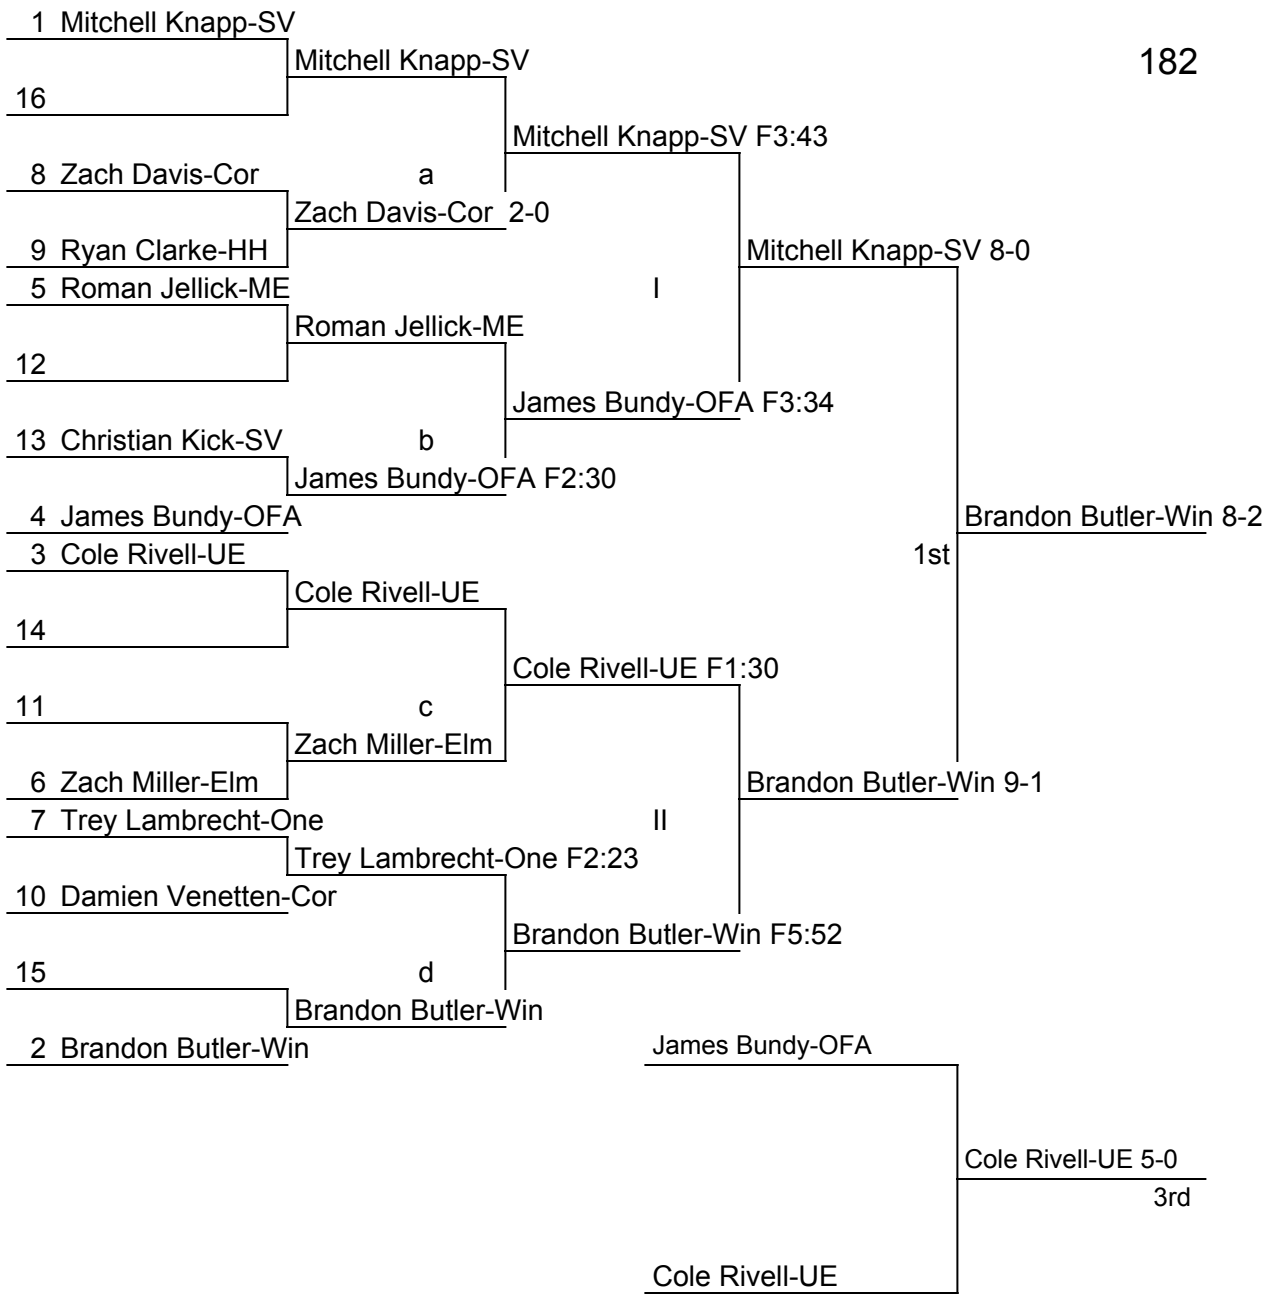 1 Mitchell Knapp-SV
Mitchell Knapp-SV
182
16
Mitchell Knapp-SV F3:43
8 Zach Davis-Cor
a
Zach Davis-Cor 2-0
9 Ryan Clarke-HH
Mitchell Knapp-SV 8-0
5 Roman Jellick-ME
I
Roman Jellick-ME
12
James Bundy-OFA F3:34
13 Christian Kick-SV
b
James Bundy-OFA F2:30
4 James Bundy-OFA
Brandon Butler-Win 8-2
3 Cole Rivell-UE
1st
Cole Rivell-UE
14
Cole Rivell-UE F1:30
11
c
Zach Miller-Elm
6 Zach Miller-Elm
Brandon Butler-Win 9-1
7 Trey Lambrecht-One
II
Trey Lambrecht-One F2:23
10 Damien Venetten-Cor
Brandon Butler-Win F5:52
15
d
Brandon Butler-Win
2 Brandon Butler-Win
James Bundy-OFA
Cole Rivell-UE 5-0
3rd
Cole Rivell-UE